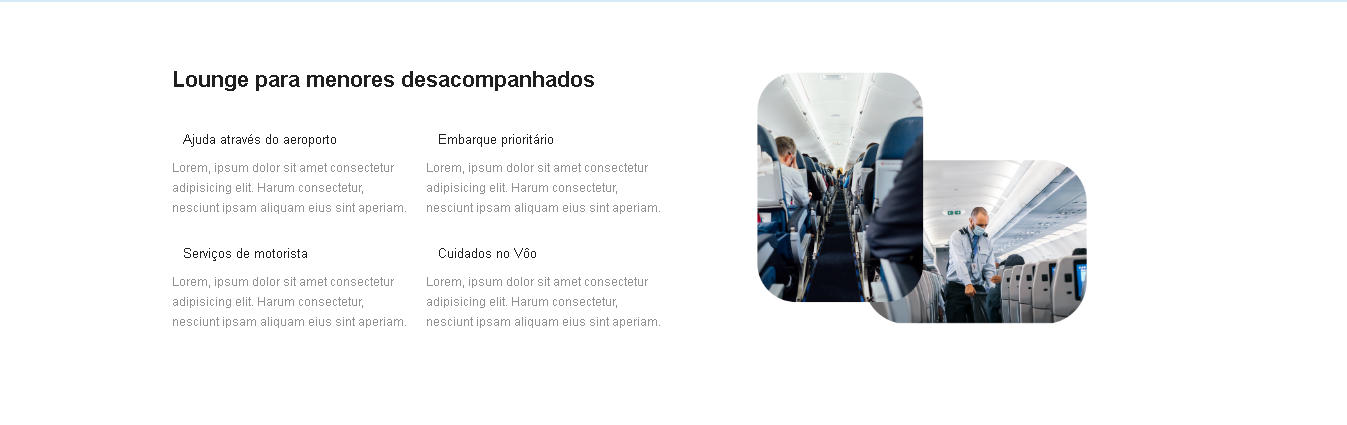 Lounge para menores desacompanhados
Ajuda através do aeroporto
Lorem, ipsum dolor sit amet consectetur
adipisicing elit. Harum consectetur,
nesciunt ipsam aliquam eius sint aperiam.
Embarque prioritário
Lorem, ipsum dolor sit amet consectetur
adipisicing elit. Harum consectetur,
nesciunt ipsam aliquam eius sint aperiam.
Serviços de motorista
Lorem, ipsum dolor sit amet consectetur
adipisicing elit. Harum consectetur,
nesciunt ipsam aliquam eius sint aperiam.
Cuidados no Vôo
Lorem, ipsum dolor sit amet consectetur
adipisicing elit. Harum consectetur,
nesciunt ipsam aliquam eius sint aperiam.